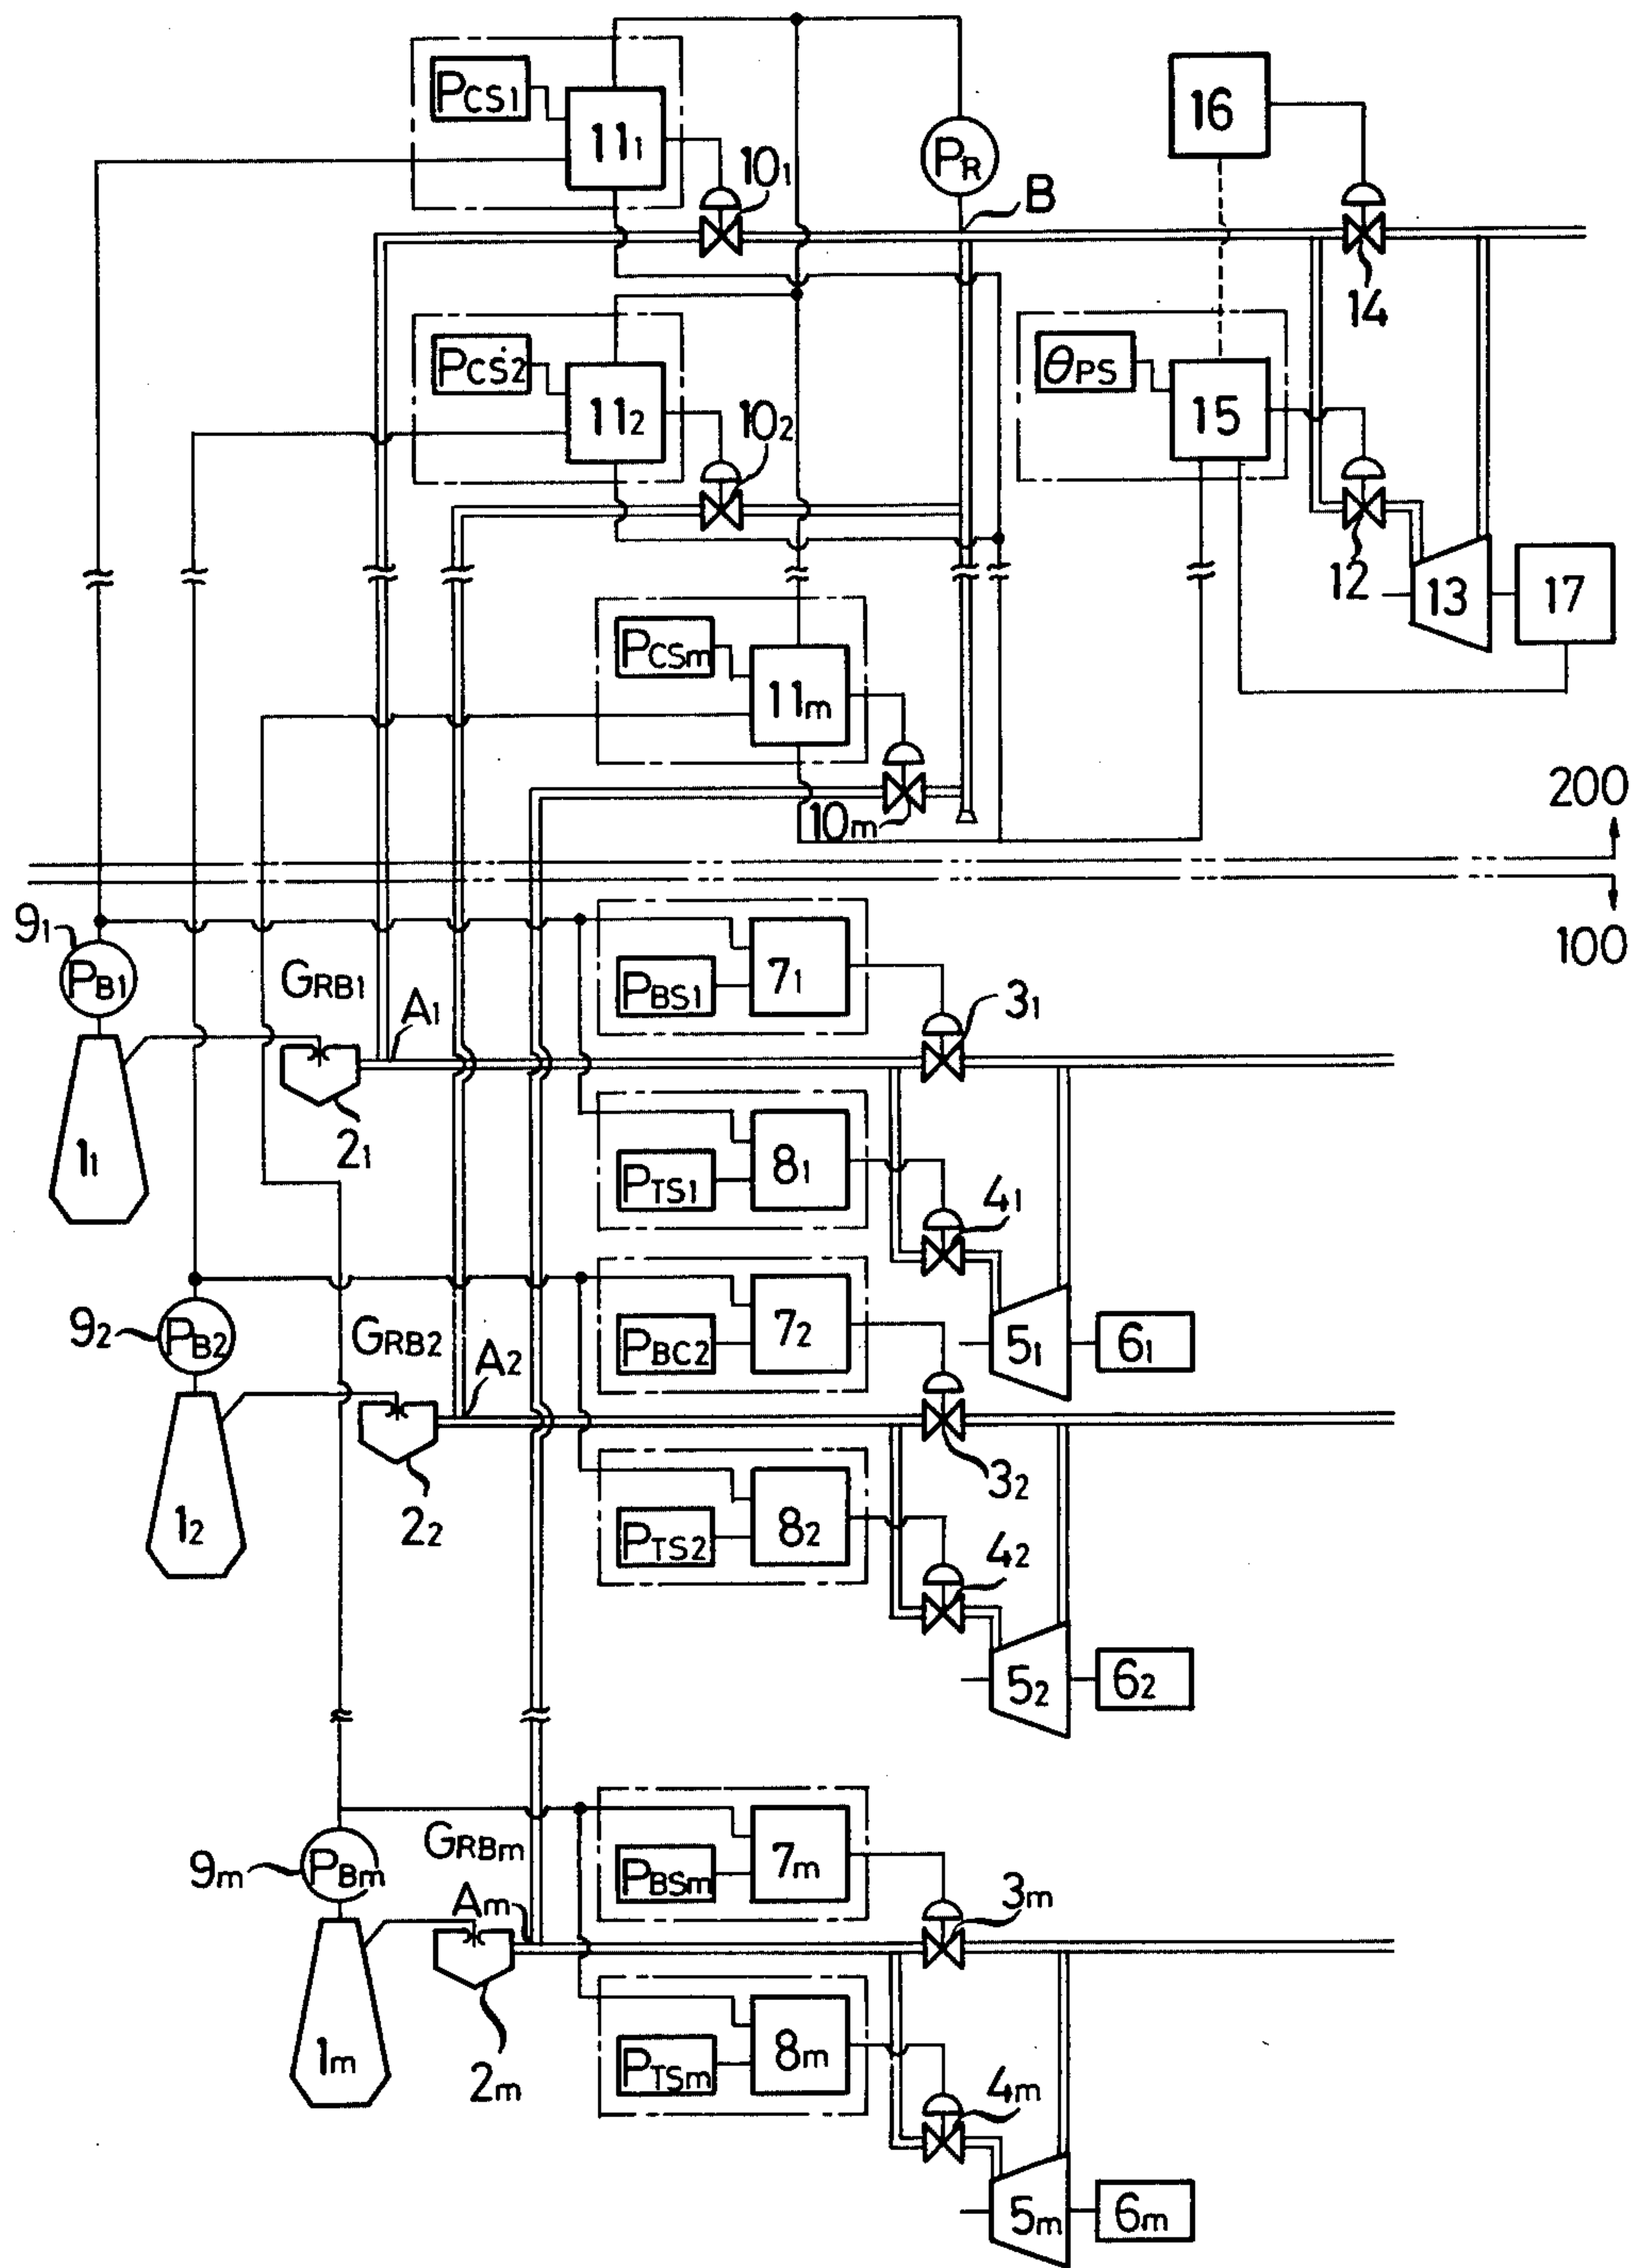 PCS1
11₁
10₁
PR
B
16
14
PCS2
11₂
10₂
θPS
15
12
13
17
PCSm
11m
10m
200
100
9₁
PB1
GRB1
A₁
PBS1
7₁
3₁
1₁
2₁
PTS1
8₁
4₁
9₂
PB2
GRB2
A₂
PBC2
7₂
5₁
6₁
3₂
1₂
2₂
PTS2
8₂
4₂
5₂
6₂
9m
PBm
GRBm
Am
PBSm
7m
3m
1m
2m
PTSm
8m
4m
5m
6m